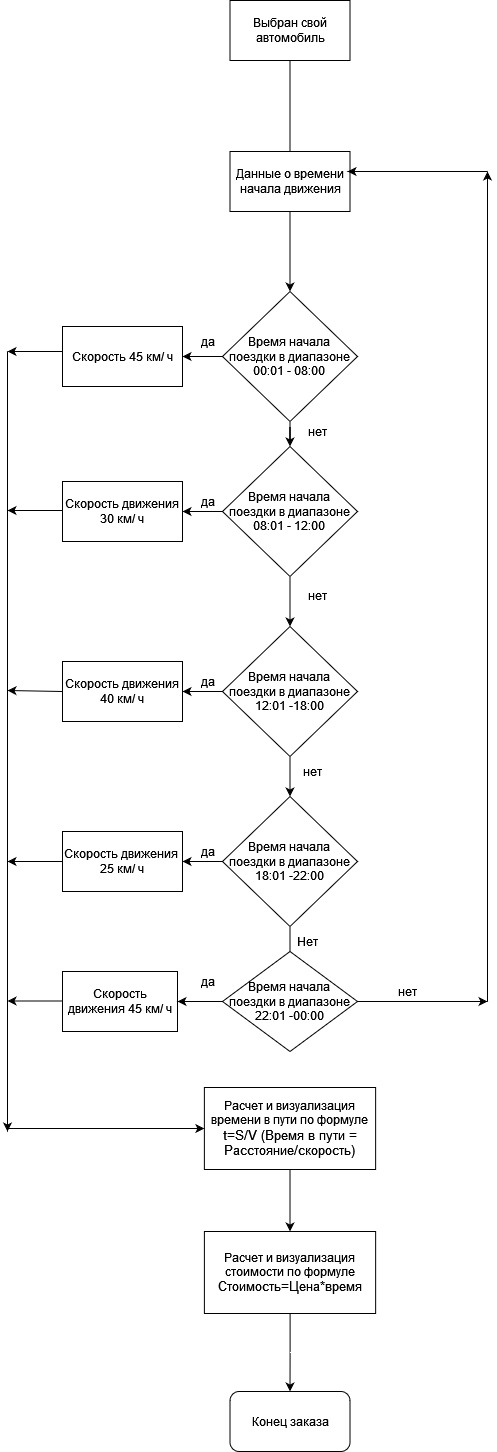 Выбран свой
автомобиль
Данные о времени
начала движения
Время начала
поездки в диапазоне
00:01 - 08:00
да
Скорость 45 км/ ч
нет
Время начала
поездки в диапазоне
08:01 - 12:00
да
Скорость движения
30 км/ ч
нет
Время начала
поездки в диапазоне
12:01 -18:00
да
Скорость движения
40 км/ ч
нет
Время начала
поездки в диапазоне
18:01 -22:00
да
Скорость движения
25 км/ ч
Нет
Время начала
поездки в диапазоне
22:01 -00:00
да
Скорость
движения 45 км/ ч
нет
Расчет и визуализация
времени в пути по формуле
t=S/V (Время в пути =
Расстояние/скорость)
Расчет и визуализация
стоимости по формуле
Стоимость=Цена*время
Конец заказа